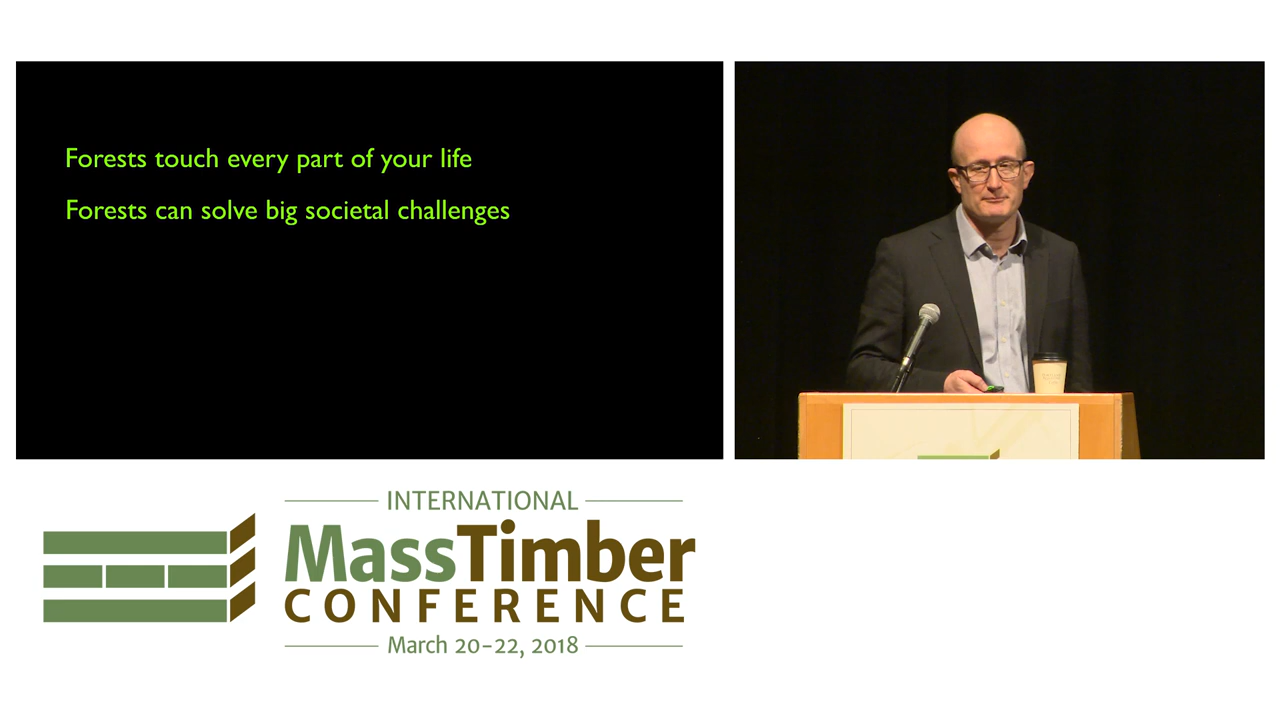 Forests touch every part of your life
Forests can solve big societal challenges
INTERNATIONAL
MassTimber
CONFERENCE
March 20–22, 2018